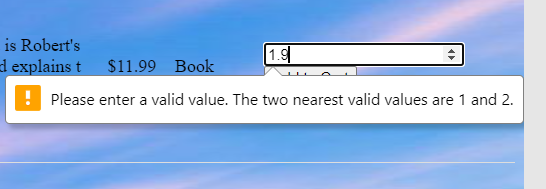 is Robert's
1.9
d explains t $11.99 Book
Please enter a valid value. The two nearest valid values are 1 and 2.